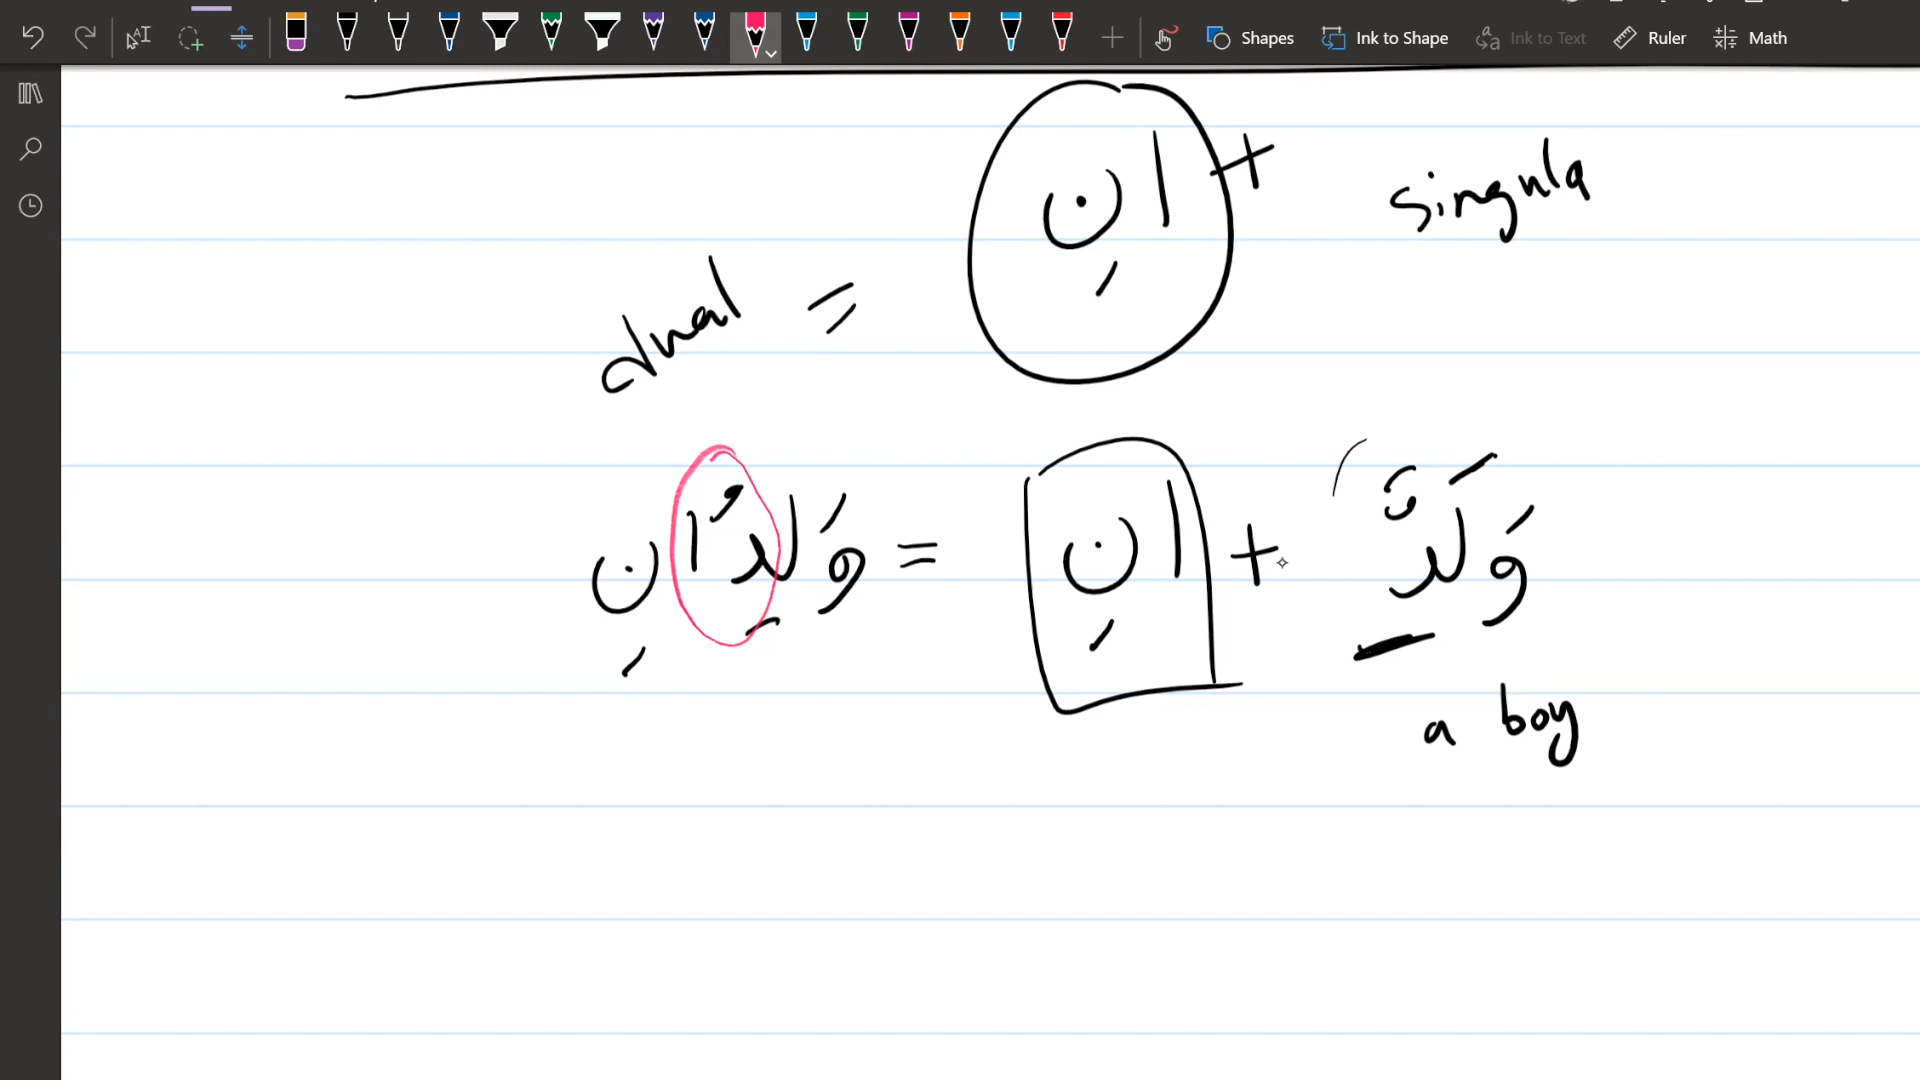 Shapes Ink to Shape Ink to Text Ruler Math
singula + انِ
= dual
وَلَدٌ + انِ = وَلَدُانِ
a boy